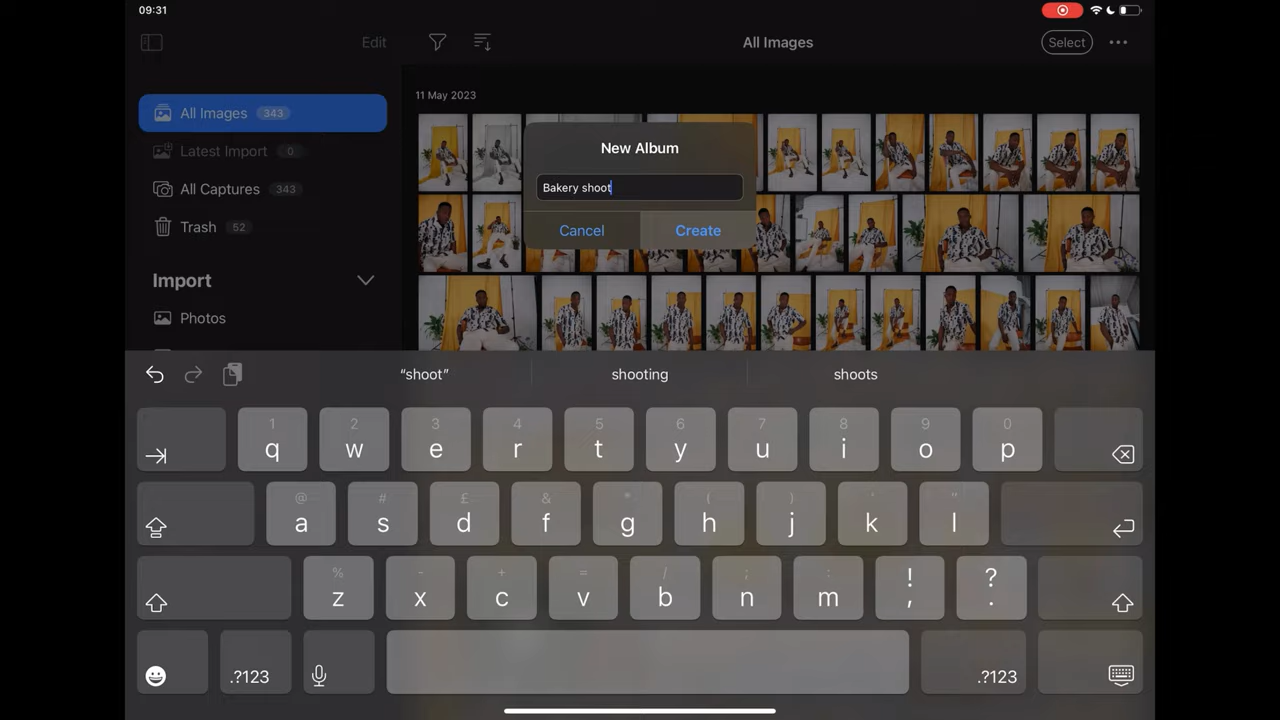 09:31
Edit
All Images
Select
All Images 343
Latest Import 0
All Captures 343
Trash 52
Import
Photos
11 May 2023
New Album
Bakery shoot
Cancel
Create
“shoot” shooting shoots
1 2 3 4 5 6 7 8 9 0
q w e r t y u i o p
@ # £ & * ( ) ' "
a s d f g h j k l
% - + = / ; : ! ?
z x c v b n m , .
.?123 .?123